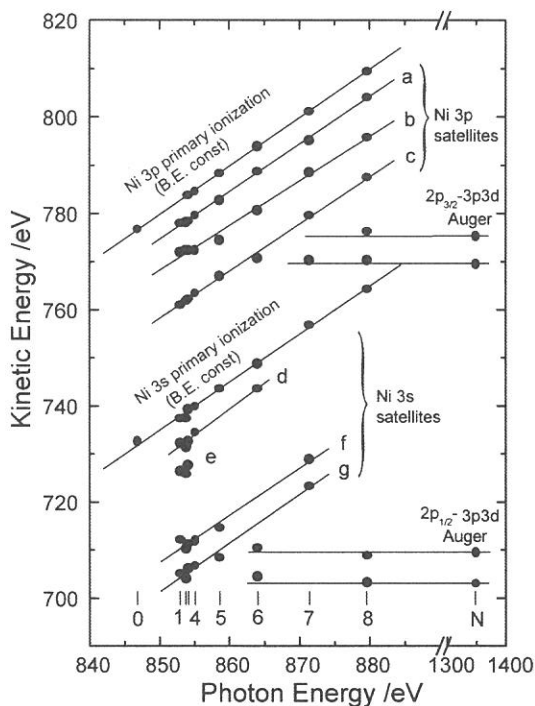 820
800
780
760
740
720
700
Kinetic Energy /eV
Ni 3p primary ionization
(B.E. const)
a
b
c
Ni 3p
satellites
2p3/2-3p3d
Auger
Ni 3s primary ionization
(B.E. const)
d
e
f
g
Ni 3s
satellites
2p1/2-3p3d
Auger
0 1 4 5 6 7 8 N
840 850 860 870 880 1300 1400
Photon Energy /eV